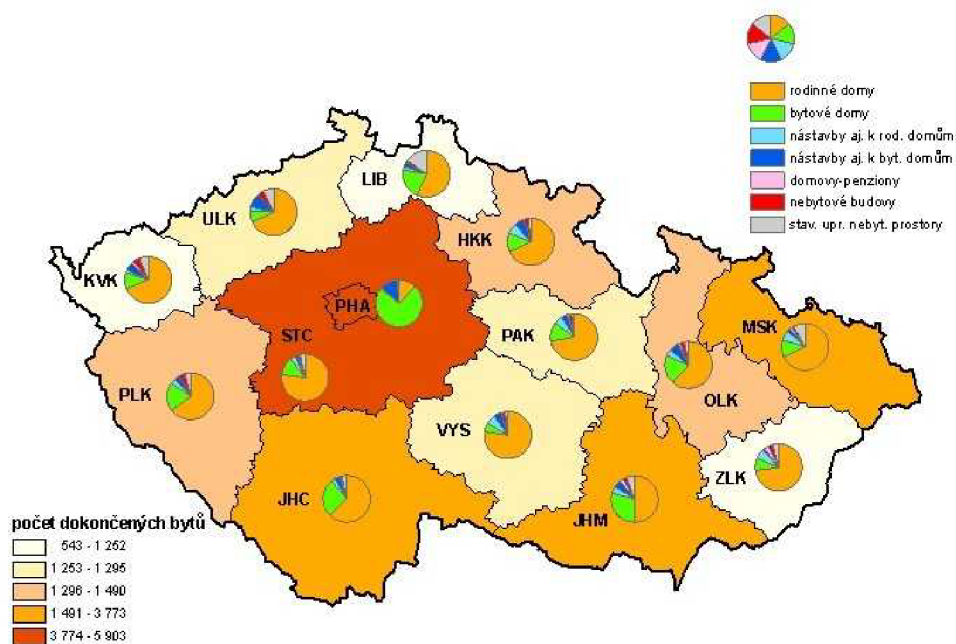 rodinné domy
bytové domy
nástavby aj. k rod. domům
nástavby aj. k byt. domům
domovy-penziony
nebytové budovy
stav. upr. nebyt. prostory
LIB
ULK
HKK
KVK
PHA
STC
PAK
MSK
PLK
OLK
VYS
ZLK
JHC
JHM
počet dokončených bytů
543 - 1 252
1 253 - 1 295
1 296 - 1 490
1 491 - 3 773
3 774 - 5 903